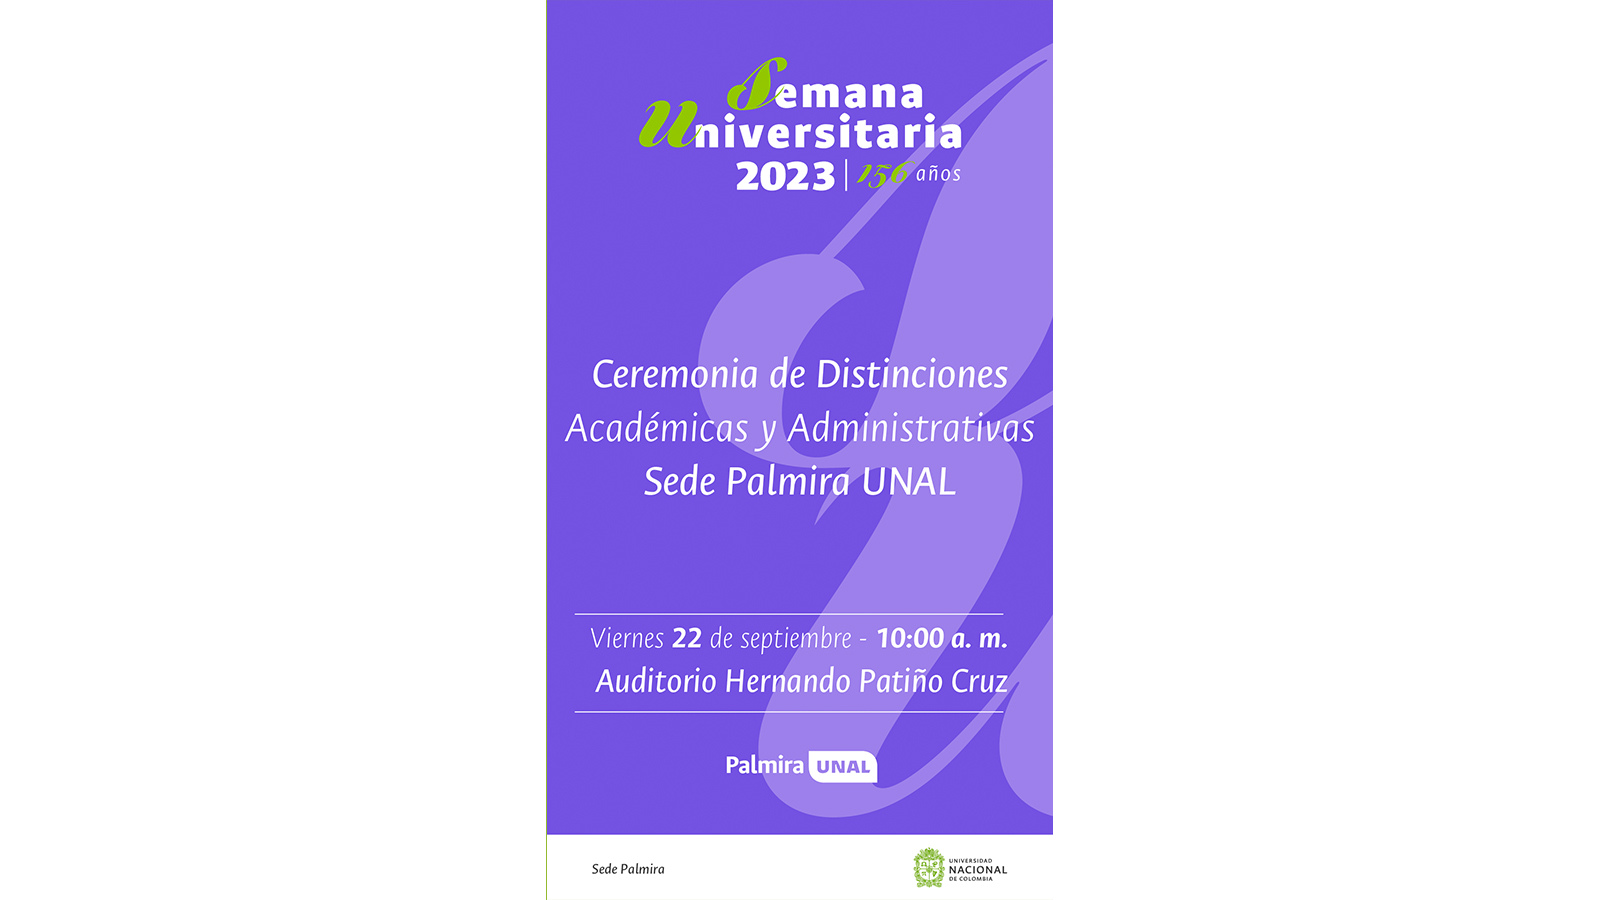 Semana
Universitaria
2023 | 156 años
Ceremonia de Distinciones
Académicas y Administrativas
Sede Palmira UNAL
Viernes 22 de septiembre - 10:00 a. m.
Auditorio Hernando Patiño Cruz
Palmira UNAL
Sede Palmira
UNIVERSIDAD
NACIONAL
DE COLOMBIA